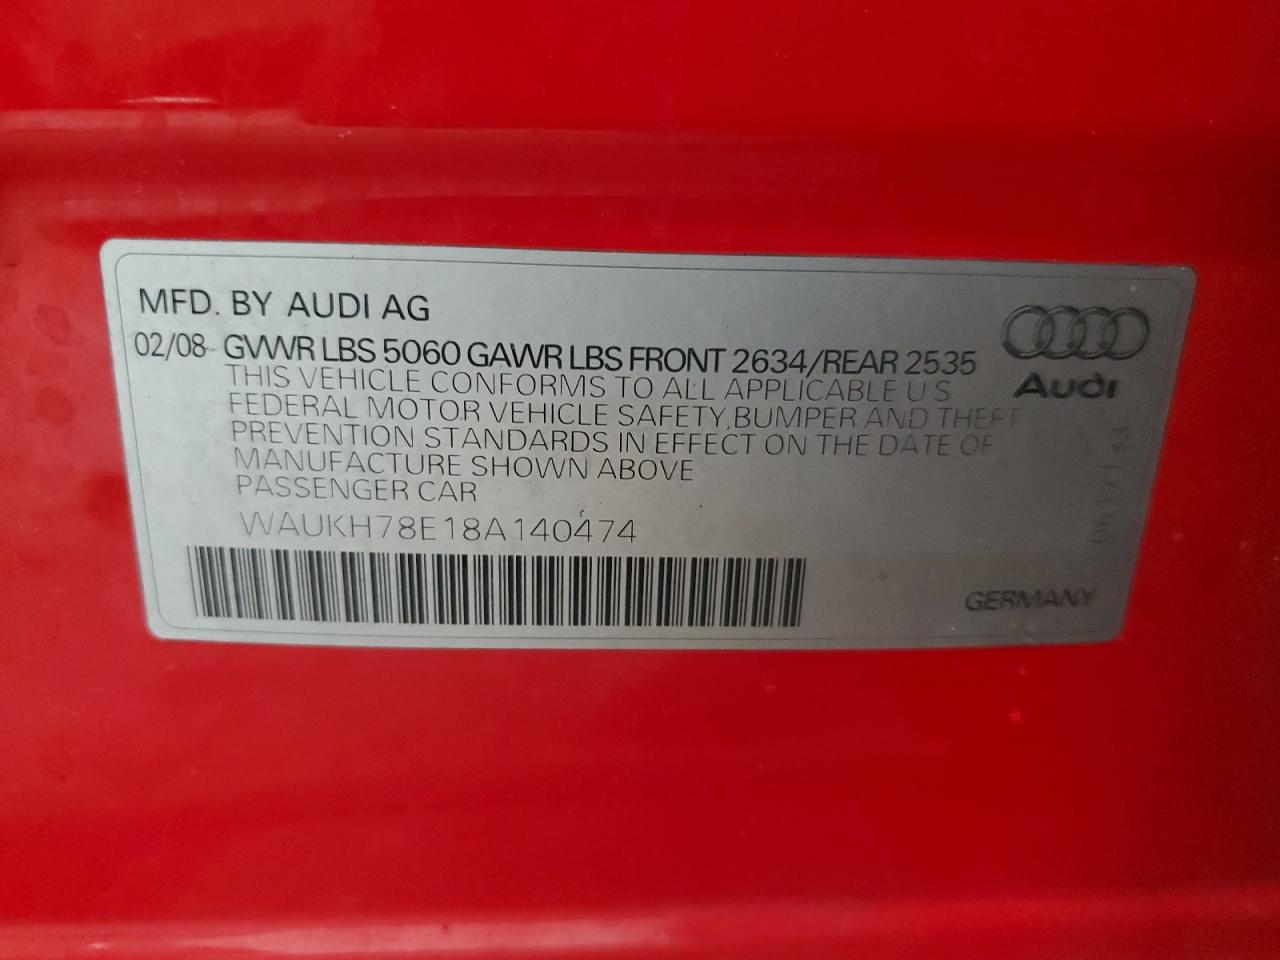 MFD. BY AUDI AG
02/08 GVWR LBS 5060 GAWR LBS FRONT 2634/REAR 2535
THIS VEHICLE CONFORMS TO ALL APPLICABLE U S
FEDERAL MOTOR VEHICLE SAFETY,BUMPER AND THEFT
PREVENTION STANDARDS IN EFFECT ON THE DATE OF
MANUFACTURE SHOWN ABOVE
PASSENGER CAR
WAUKH78E18A140474
Audi
GERMANY